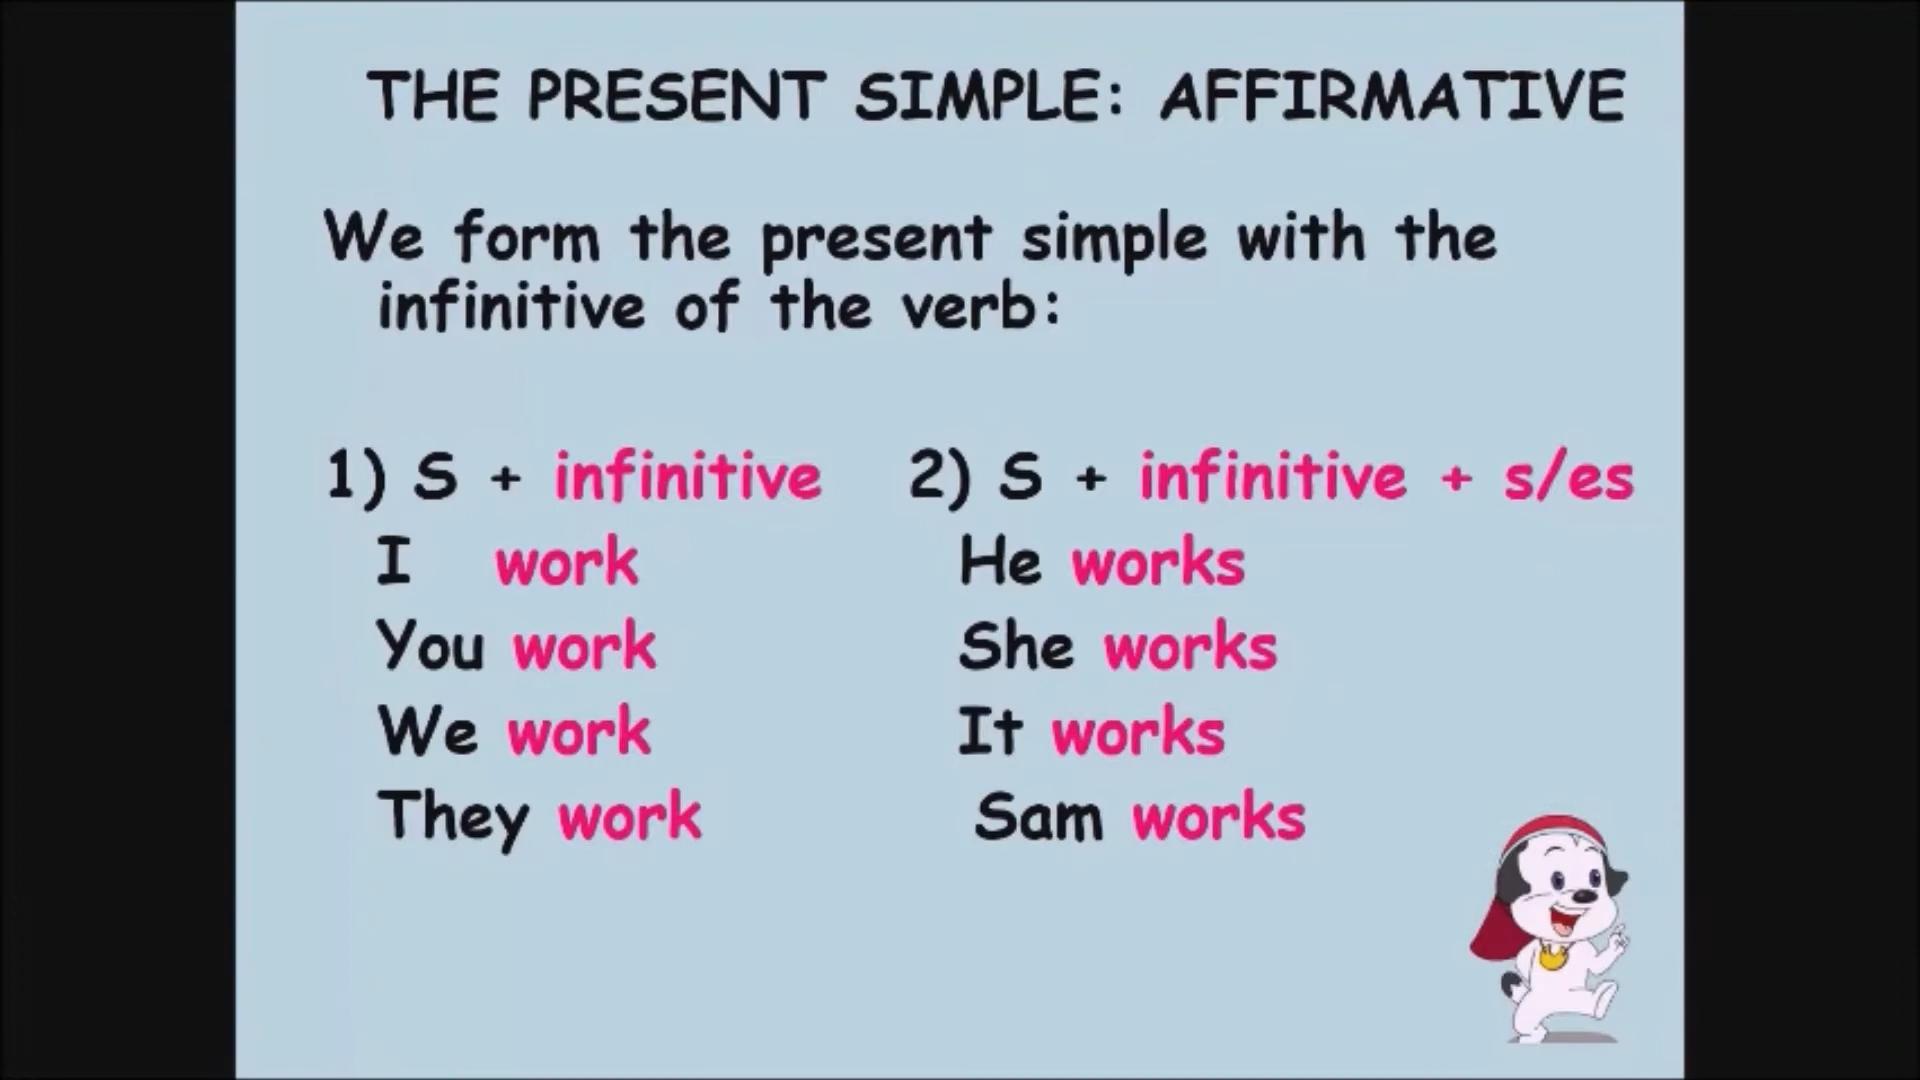 THE PRESENT SIMPLE: AFFIRMATIVE
We form the present simple with the
infinitive of the verb:
1) S + infinitive
I work
You work
We work
They work
2) S + infinitive + s/es
He works
She works
It works
Sam works